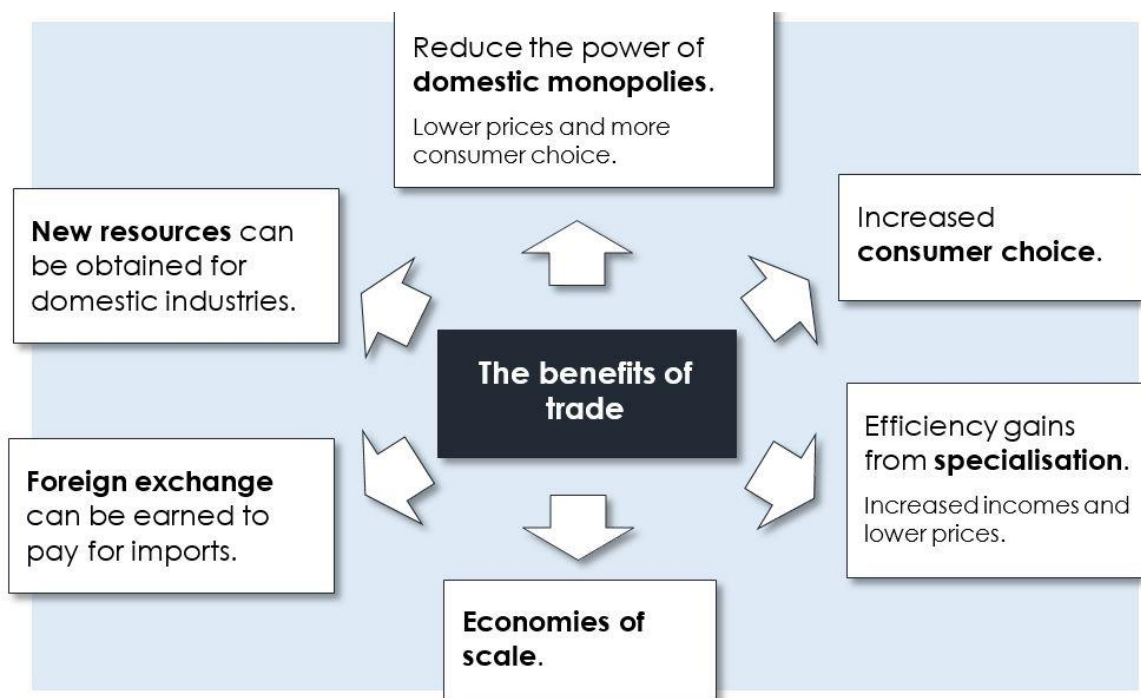 Reduce the power of
domestic monopolies.
Lower prices and more
consumer choice.
New resources can
be obtained for
domestic industries.
Increased
consumer choice.
The benefits of
trade
Foreign exchange
can be earned to
pay for imports.
Efficiency gains
from specialisation.
Increased incomes and
lower prices.
Economies of
scale.